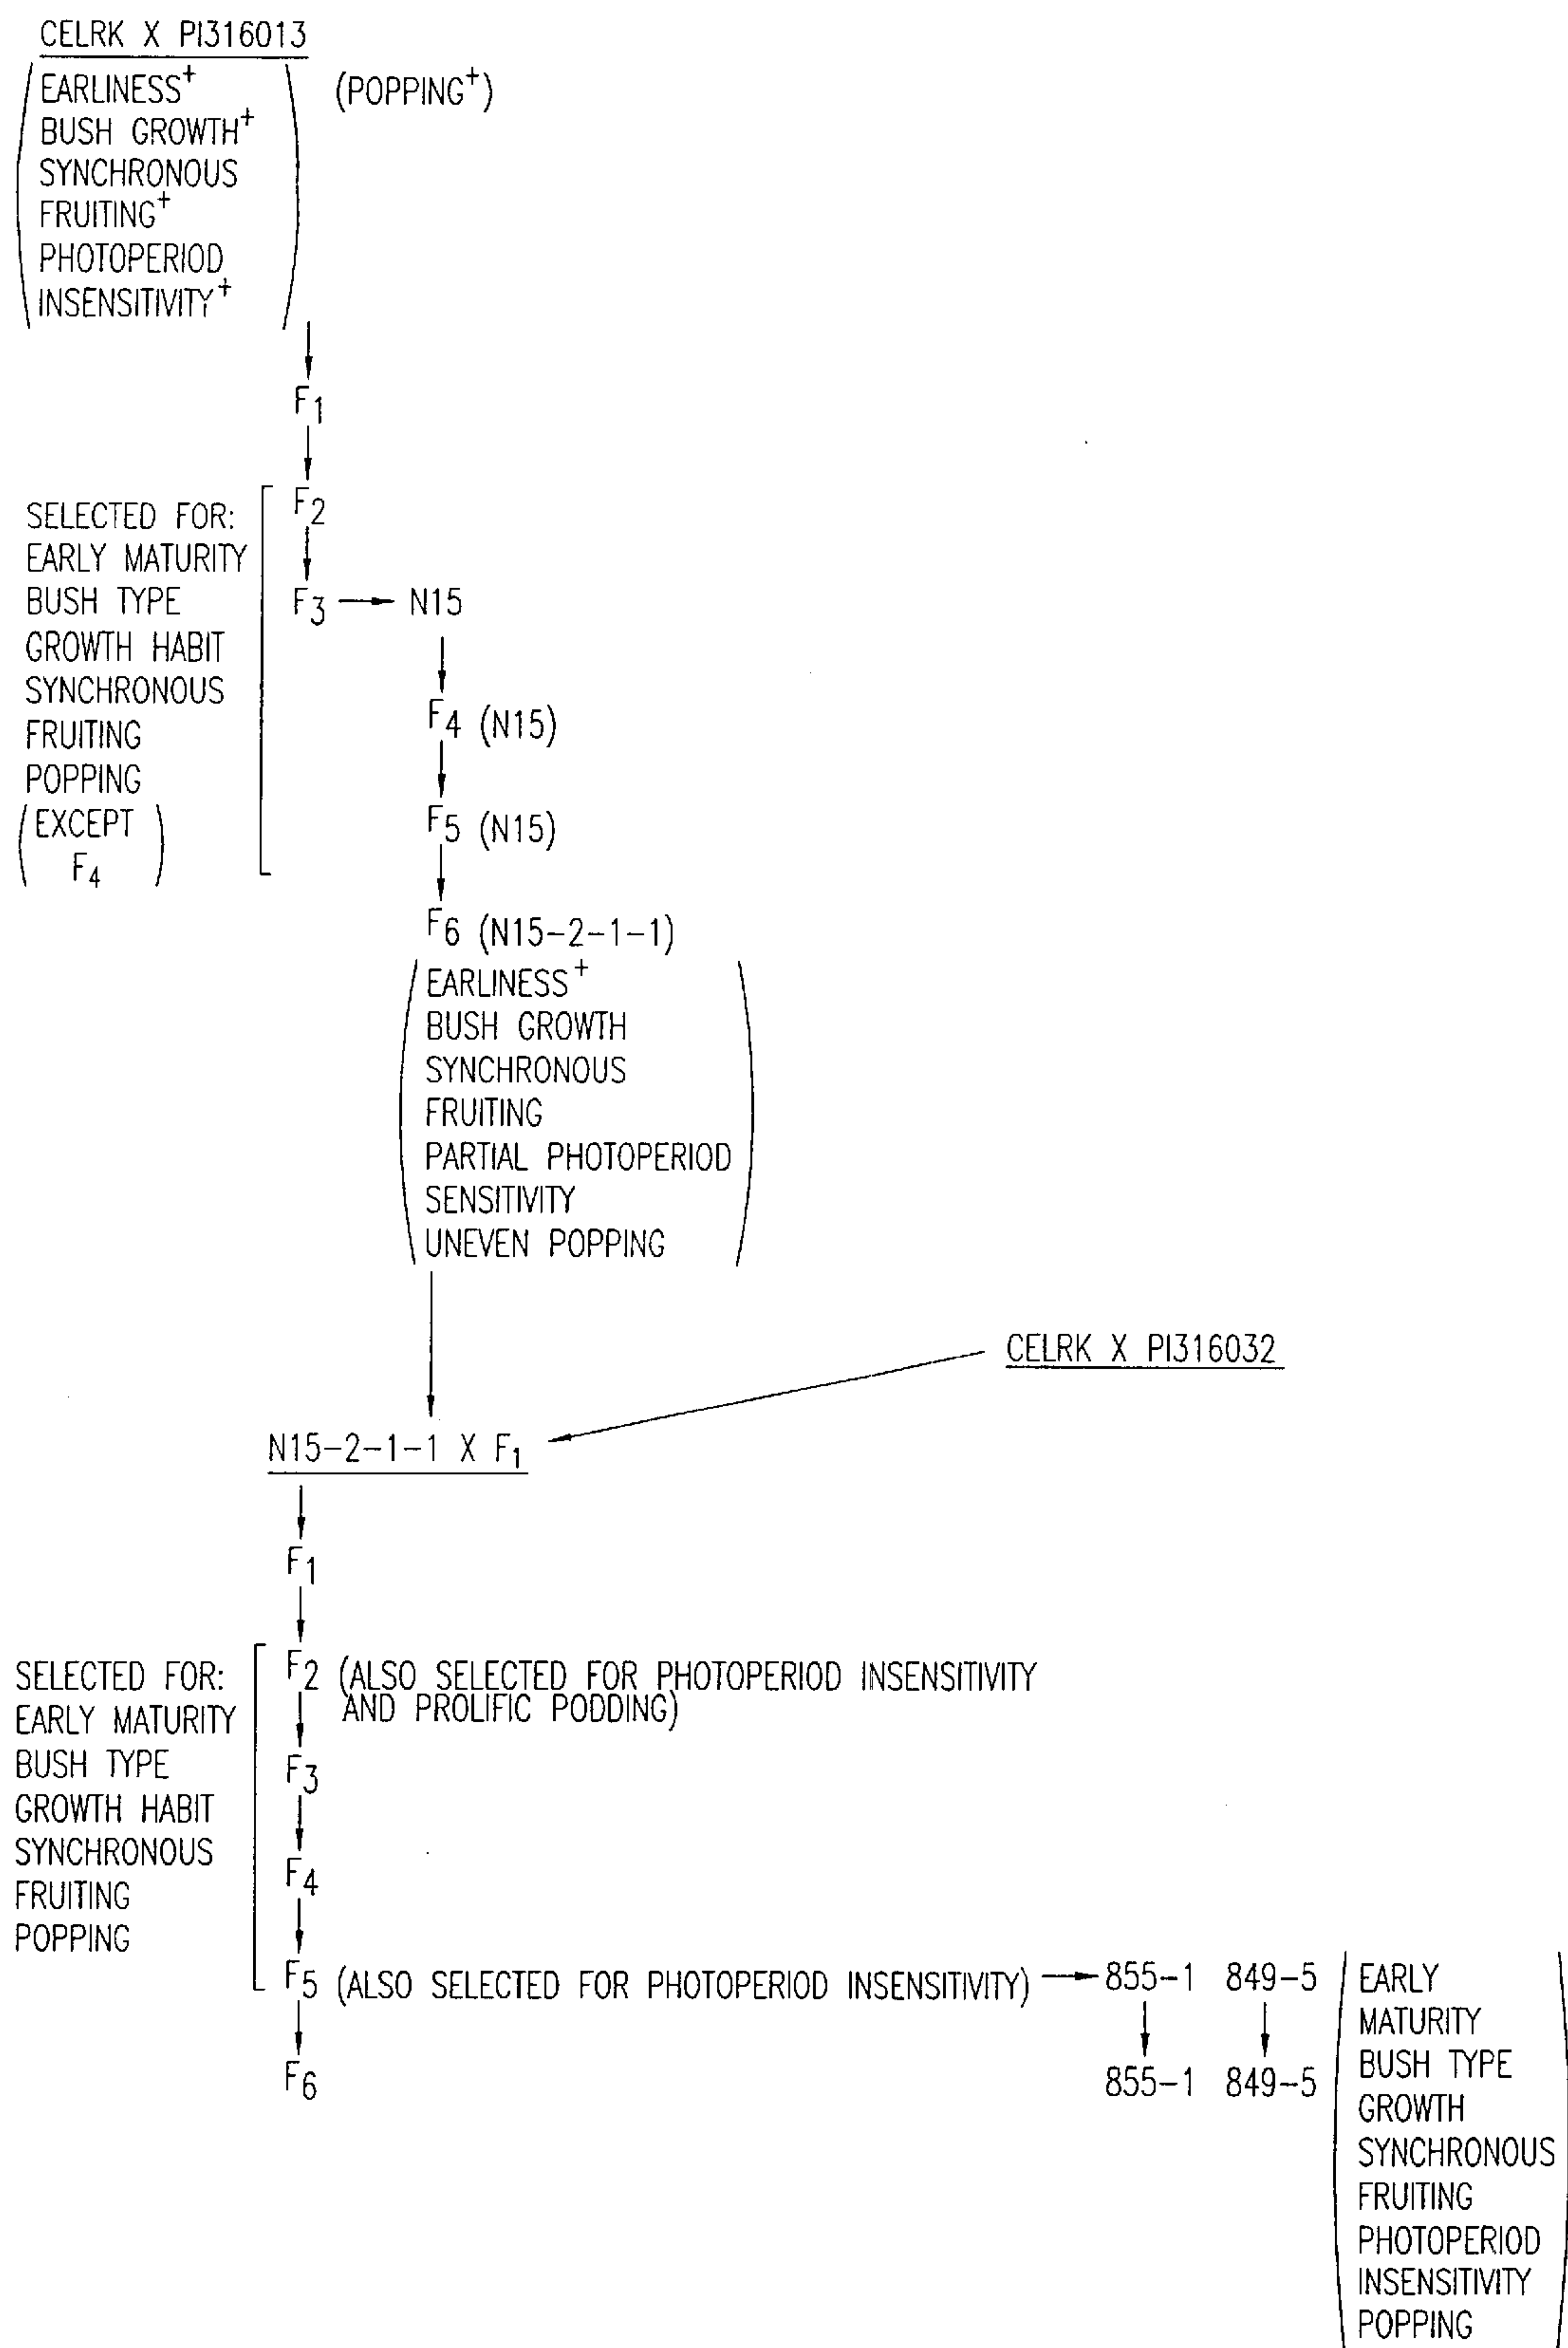 CELRK X PI316013
EARLINESS+
(POPPING+)
BUSH GROWTH+
SYNCHRONOUS
FRUITING+
PHOTOPERIOD
INSENSITIVITY+
F1
F2
SELECTED FOR:
EARLY MATURITY
BUSH TYPE
GROWTH HABIT
SYNCHRONOUS
FRUITING
POPPING
(EXCEPT
F4)
F3 → N15
F4 (N15)
F5 (N15)
F6 (N15-2-1-1)
EARLINESS+
BUSH GROWTH
SYNCHRONOUS
FRUITING
PARTIAL PHOTOPERIOD
SENSITIVITY
UNEVEN POPPING
CELRK X PI316032
N15-2-1-1 X F1
F1
SELECTED FOR:
EARLY MATURITY
BUSH TYPE
GROWTH HABIT
SYNCHRONOUS
FRUITING
POPPING
F2 (ALSO SELECTED FOR PHOTOPERIOD INSENSITIVITY
AND PROLIFIC PODDING)
F3
F4
F5 (ALSO SELECTED FOR PHOTOPERIOD INSENSITIVITY) → 855-1 849-5
F6
855-1 849-5
EARLY
MATURITY
BUSH TYPE
GROWTH
SYNCHRONOUS
FRUITING
PHOTOPERIOD
INSENSITIVITY
POPPING